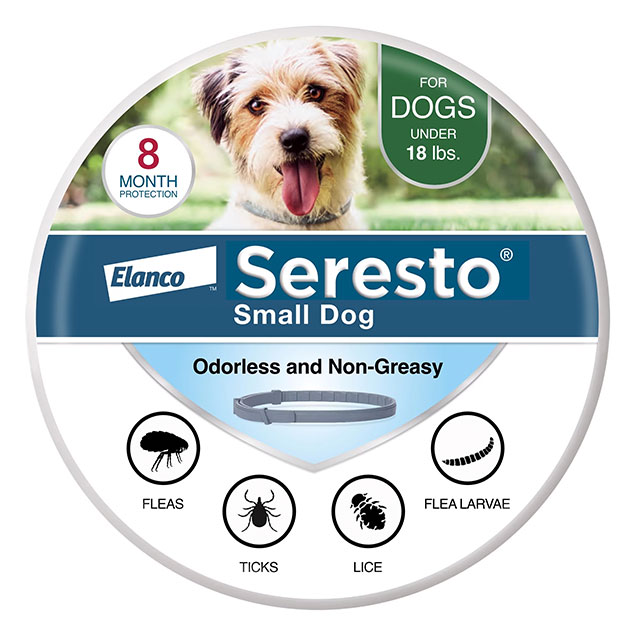 FOR
DOGS
UNDER
18 lbs.
8
MONTH
PROTECTION
Elanco™
Seresto®
Small Dog
Odorless and Non-Greasy
FLEAS
TICKS
LICE
FLEA LARVAE